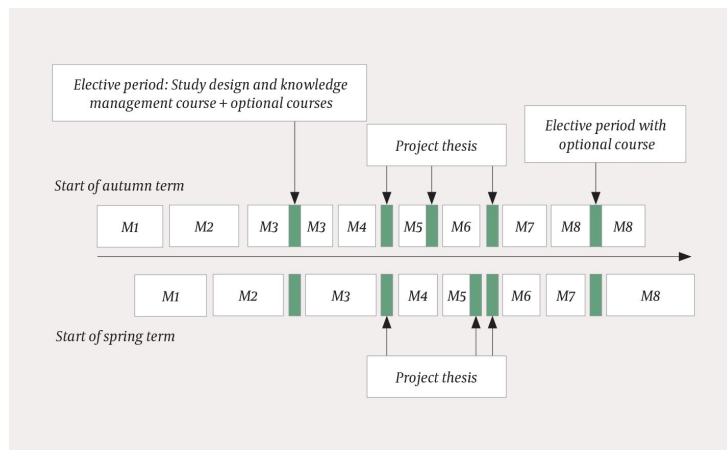 Elective period: Study design and knowledge
management course + optional courses
Project thesis
Elective period with
optional course
Start of autumn term
M1 M2 M3 M3 M4 M5 M6 M7 M8 M8
M1 M2 M3 M4 M5 M6 M7 M8
Start of spring term
Project thesis